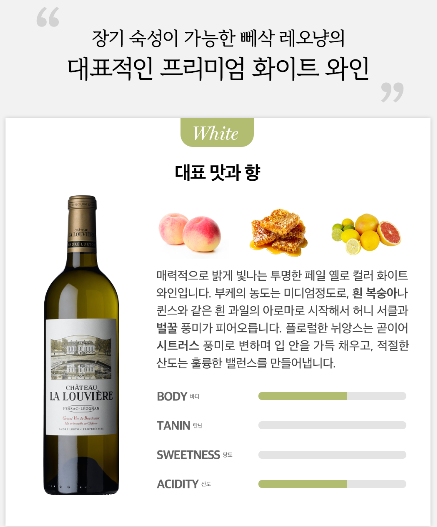 “
장기 숙성이 가능한 뻬삭 레오냥의
대표적인 프리미엄 화이트 와인
”
White
대표 맛과 향
매력적으로 밝게 빛나는 투명한 페일 옐로 컬러 화이트
와인입니다. 부케의 농도는 미디엄정도로, 흰 복숭아나
퀸스와 같은 흰 과일의 아로마로 시작해서 허니 서클과
벌꿀 풍미가 피어오릅니다. 플로럴한 뉘앙스는 곧이어
시트러스 풍미로 변하며 입 안을 가득 채우고, 적절한
산도는 훌륭한 밸런스를 만들어냅니다.
CHÂTEAU
LA LOUVIÈRE
PESSAC-LÉOGNAN
BODY 바디
TANIN 탄닌
SWEETNESS 당도
ACIDITY 산도